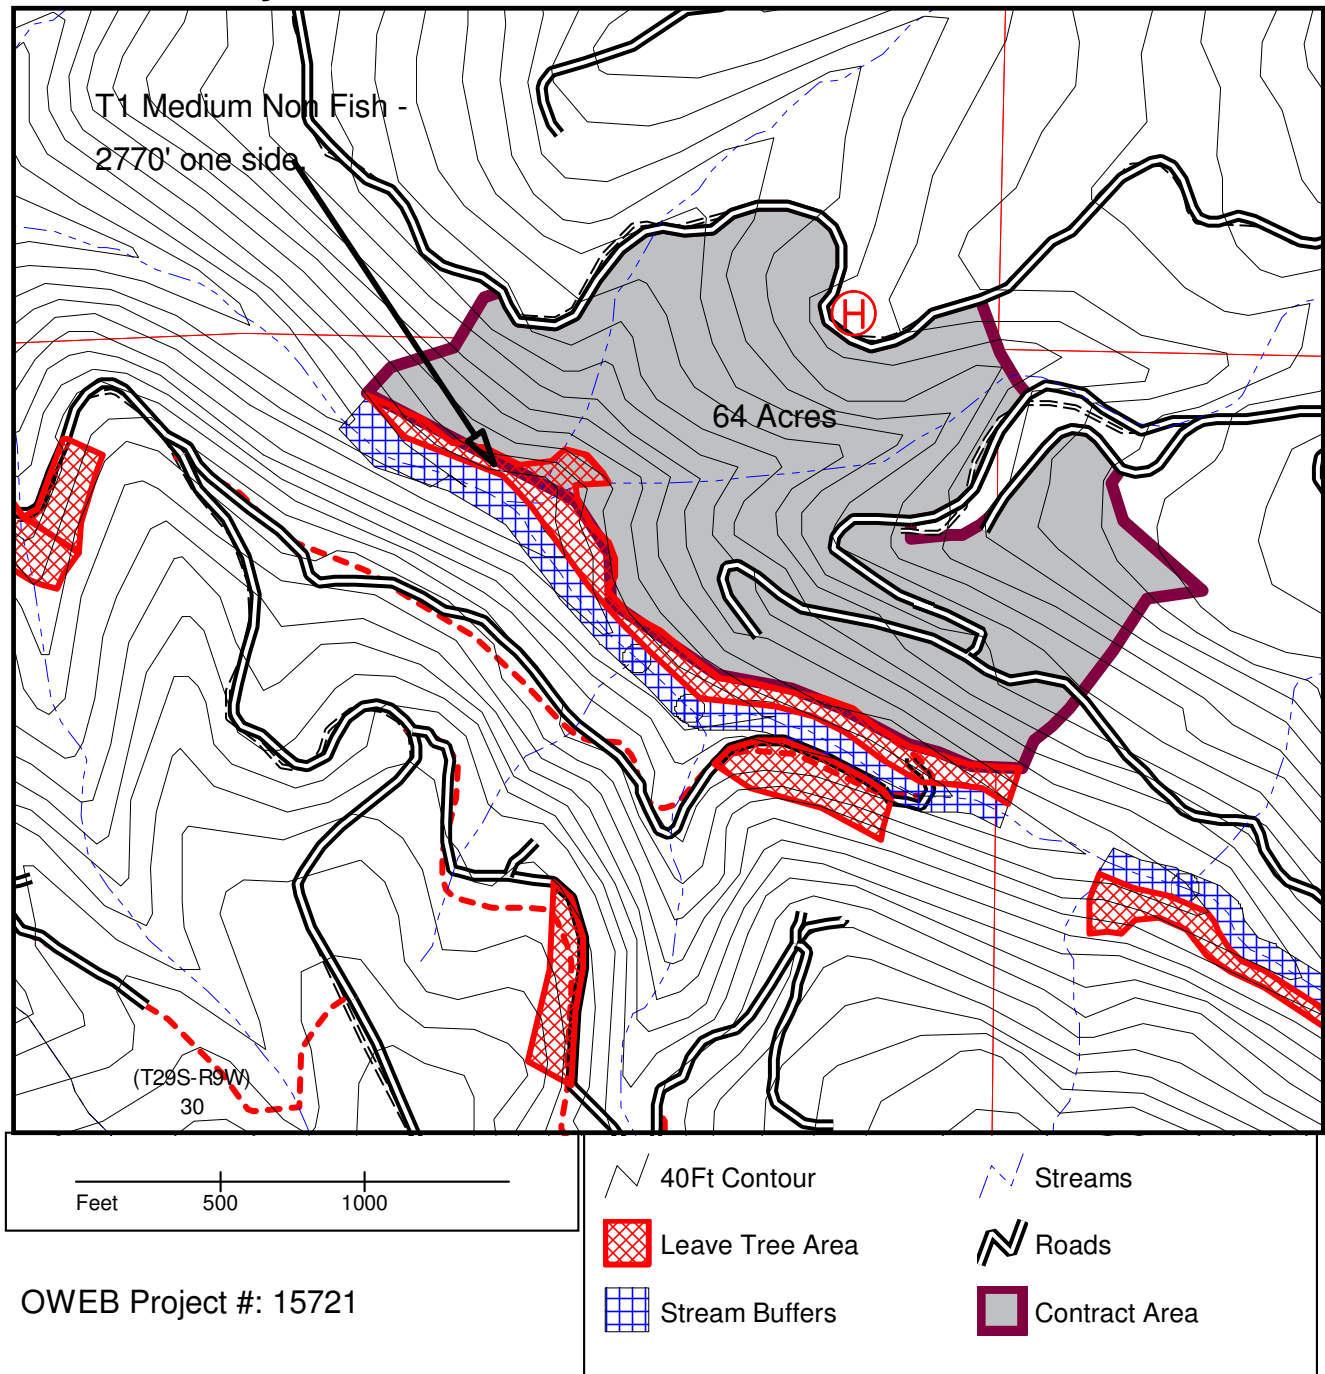 T1 Medium Non Fish -
2770' one side.
H
64 Acres
(T29S-R9W)
30
Feet 500 1000
40Ft Contour
Streams
Leave Tree Area
Roads
Stream Buffers
Contract Area
OWEB Project #: 15721